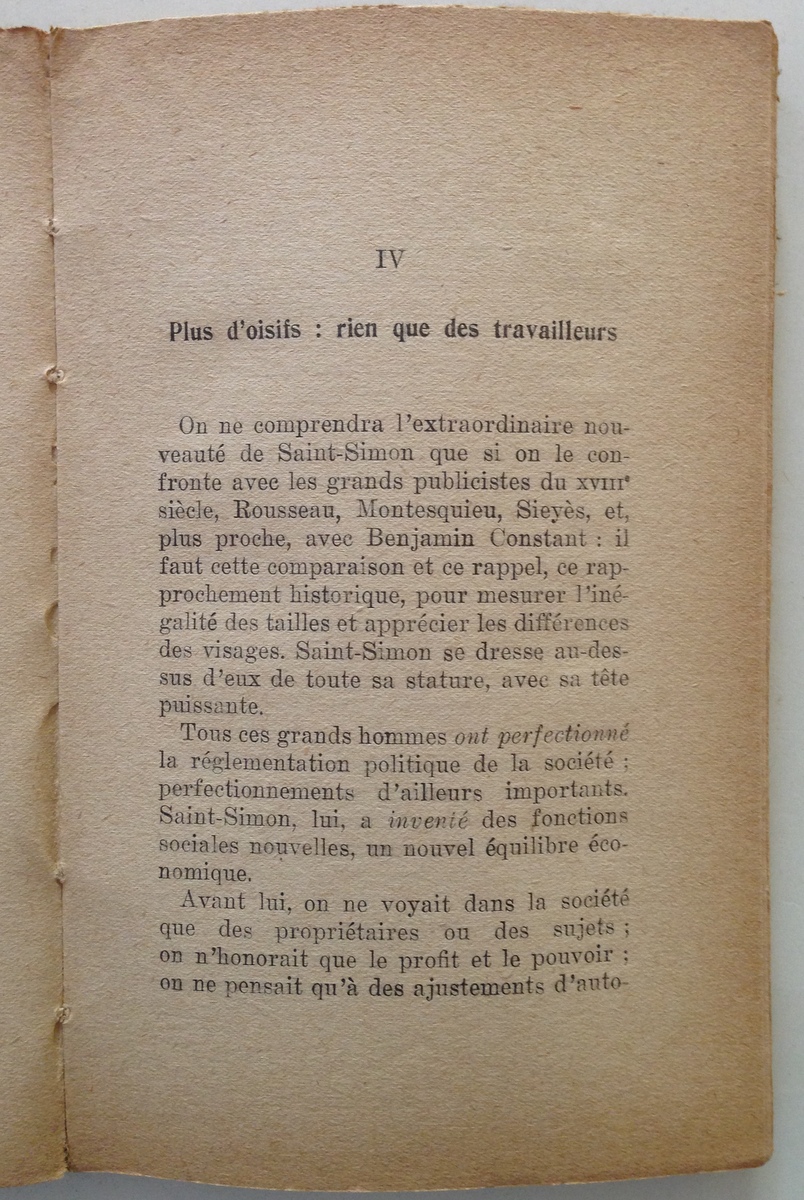 IV
Plus d'oisifs : rien que des travailleurs
On ne comprendra l'extraordinaire nou-
veauté de Saint-Simon que si on le con-
fronte avec les grands publicistes du XVIIIᵉ
siècle, Rousseau, Montesquieu, Sieyès, et,
plus proche, avec Benjamin Constant : il
faut cette comparaison et ce rappel, ce rap-
prochement historique, pour mesurer l'iné-
galité des tailles et apprécier les différences
des visages. Saint-Simon se dresse au-des-
sus d'eux de toute sa stature, avec sa tête
puissante.
Tous ces grands hommes ont perfectionné
la réglementation politique de la société ;
perfectionnements d'ailleurs importants.
Saint-Simon, lui, a inventé des fonctions
sociales nouvelles, un nouvel équilibre éco-
nomique.
Avant lui, on ne voyait dans la société
que des propriétaires ou des sujets ;
on n'honorait que le profit et le pouvoir ;
on ne pensait qu'à des ajustements d'auto-